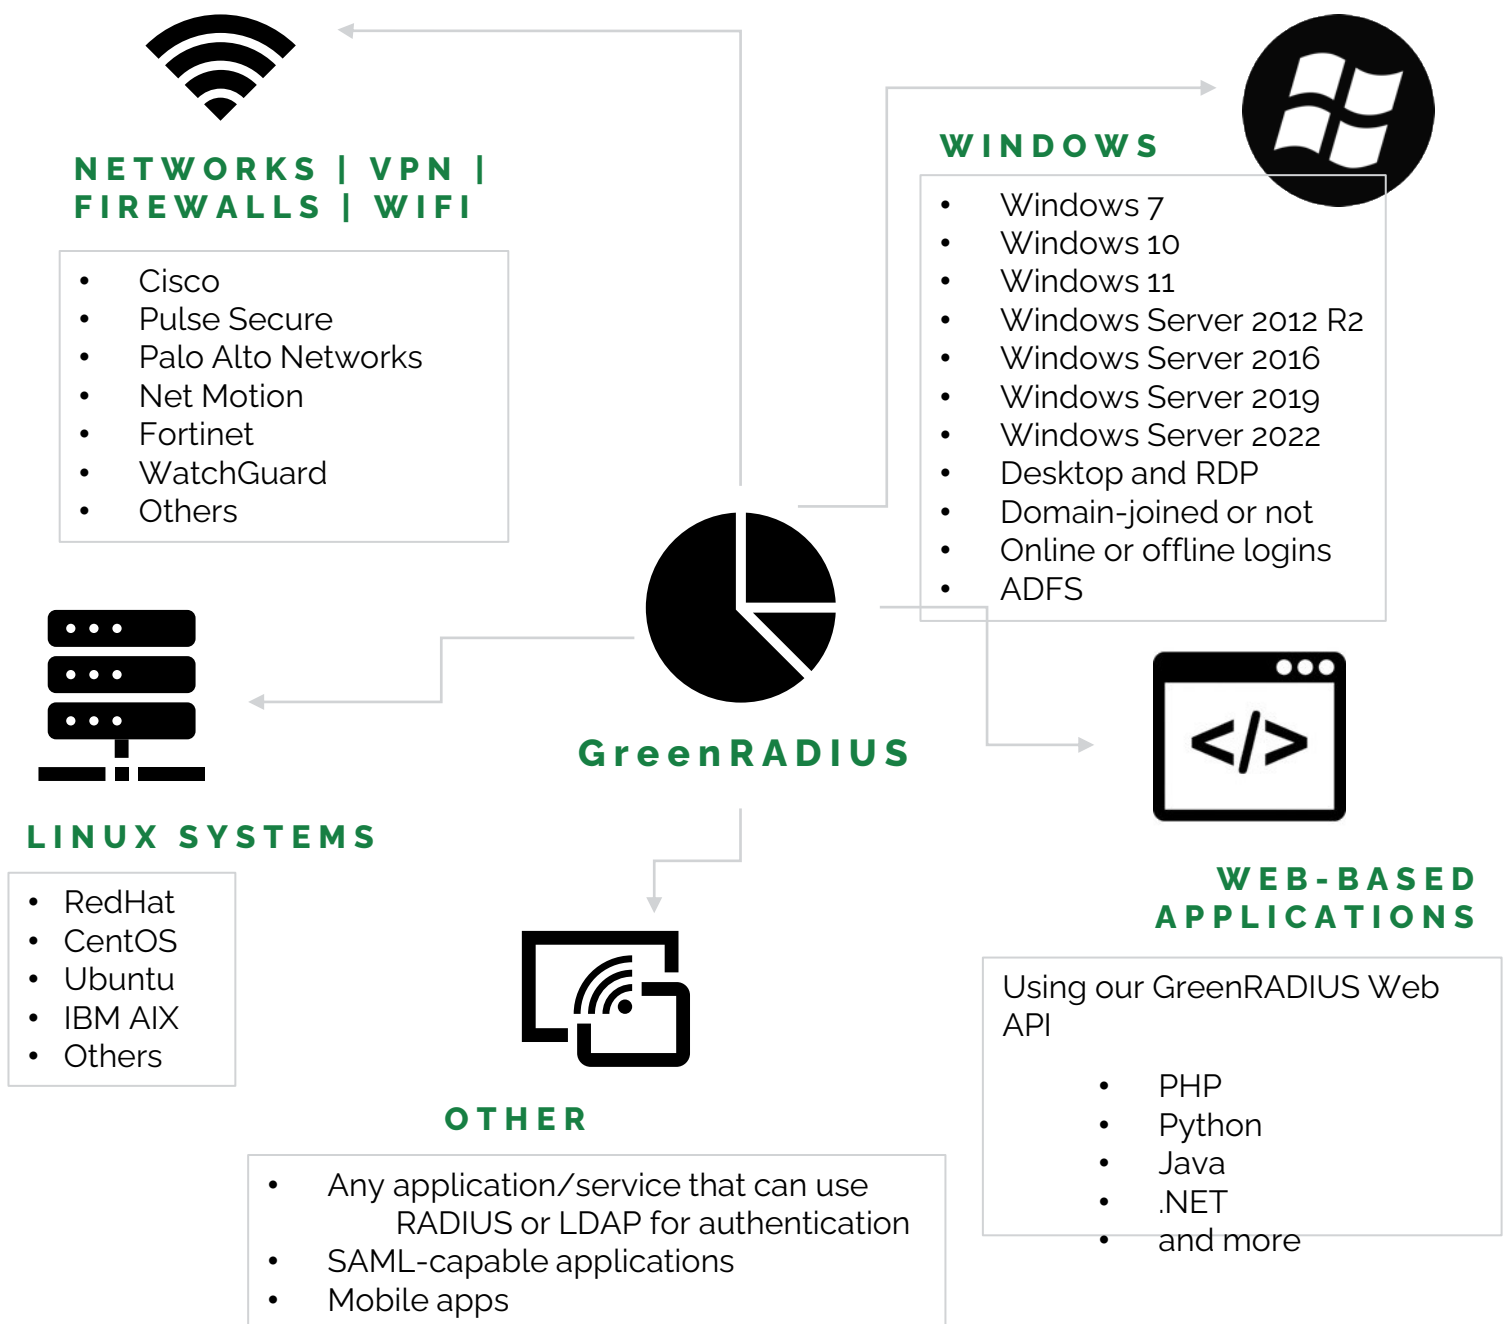 NETWORKS | VPN |
FIREWALLS | WIFI
• Cisco
• Pulse Secure
• Palo Alto Networks
• Net Motion
• Fortinet
• WatchGuard
• Others
WINDOWS
• Windows 7
• Windows 10
• Windows 11
• Windows Server 2012 R2
• Windows Server 2016
• Windows Server 2019
• Windows Server 2022
• Desktop and RDP
• Domain-joined or not
• Online or offline logins
• ADFS
GreenRADIUS
LINUX SYSTEMS
• RedHat
• CentOS
• Ubuntu
• IBM AIX
• Others
</>
WEB-BASED
APPLICATIONS
Using our GreenRADIUS Web
API
• PHP
• Python
• Java
• .NET
• and more
OTHER
• Any application/service that can use
RADIUS or LDAP for authentication
• SAML-capable applications
• Mobile apps